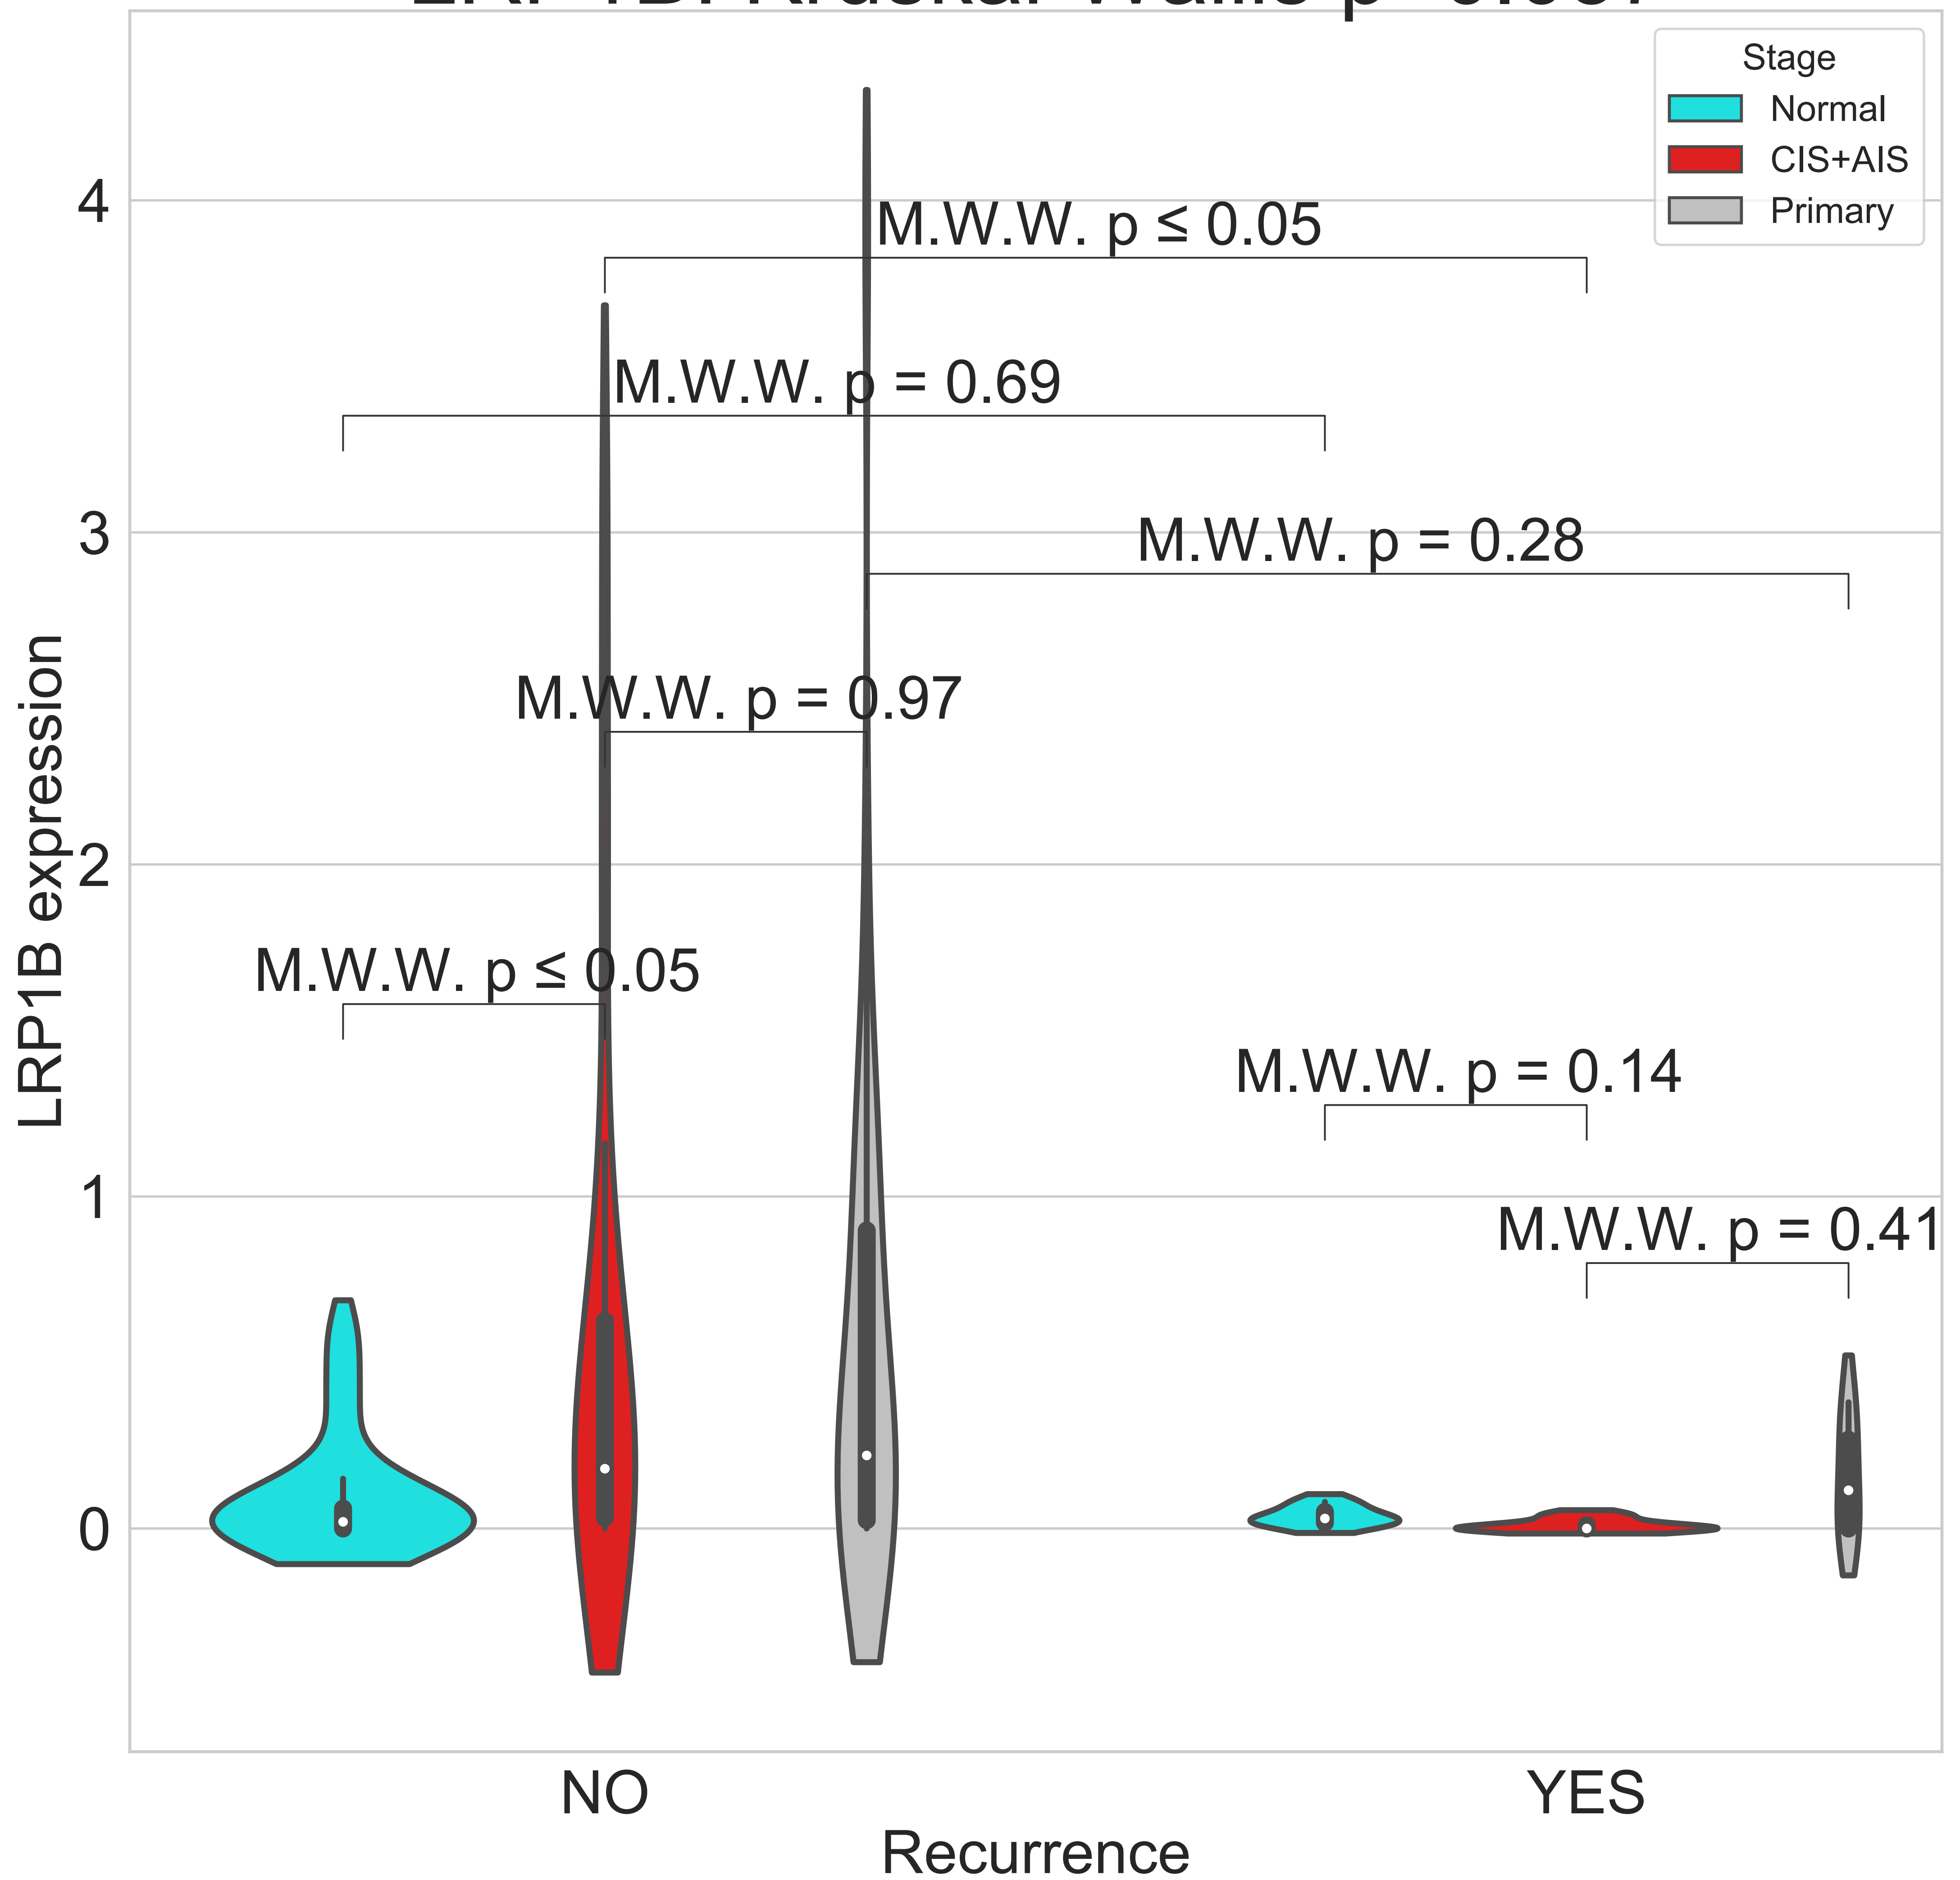 Stage
Normal
CIS+AIS
Primary
4
3
2
1
0
LRP1B expression
M.W.W. p ≤ 0.05
M.W.W. p = 0.69
M.W.W. p = 0.28
M.W.W. p = 0.97
M.W.W. p ≤ 0.05
M.W.W. p = 0.14
M.W.W. p = 0.41
NO
YES
Recurrence